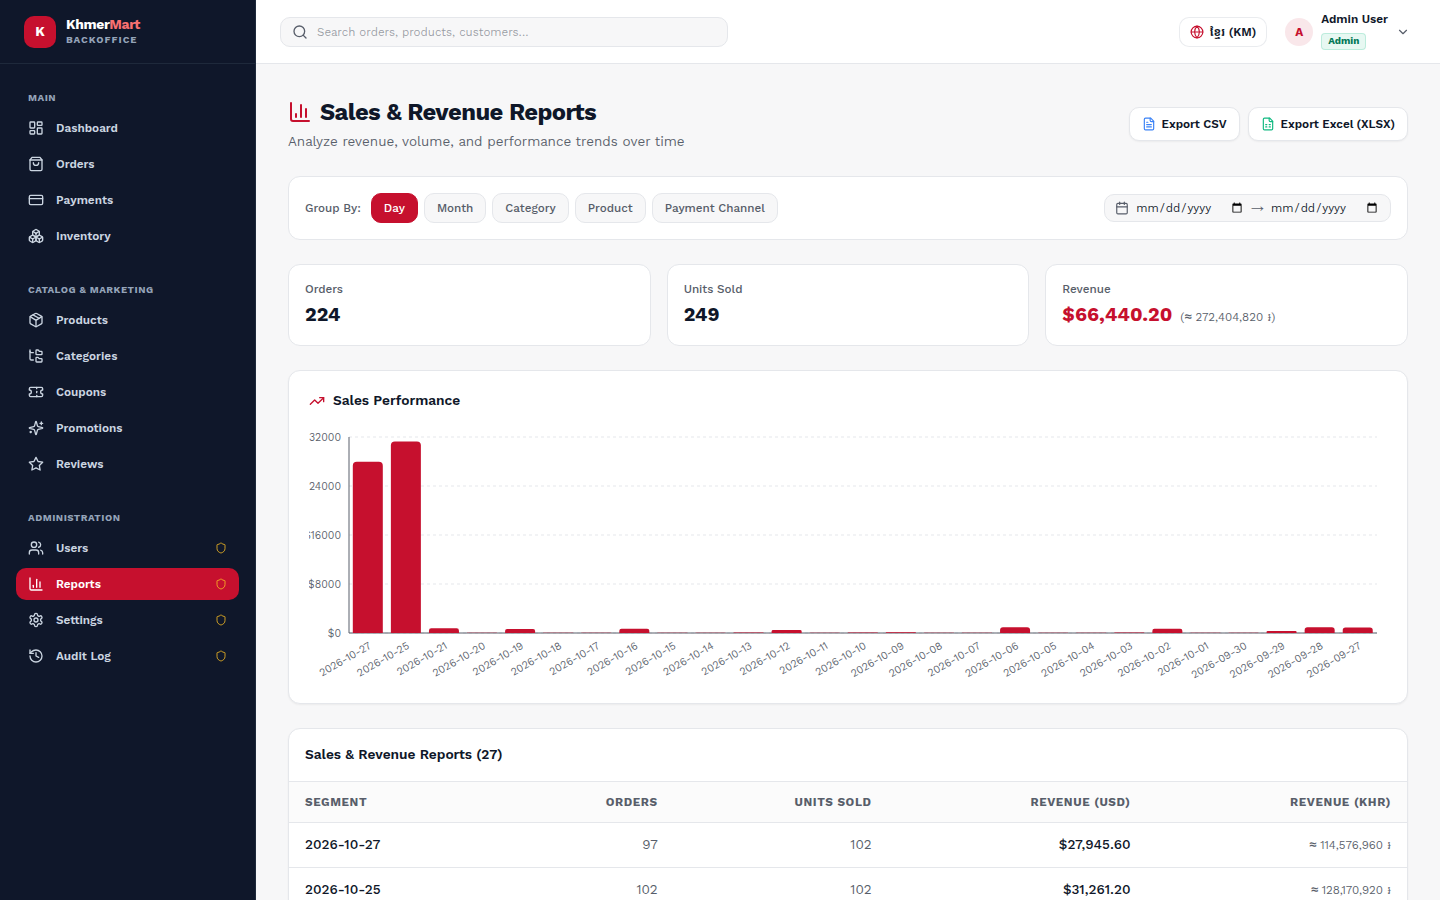 K
KhmerMart
BACKOFFICE
Search orders, products, customers...
ខ្មែរ (KM)
A
Admin User
Admin
MAIN
Dashboard
Orders
Payments
Inventory
CATALOG & MARKETING
Products
Categories
Coupons
Promotions
Reviews
ADMINISTRATION
Users
Reports
Settings
Audit Log
Sales & Revenue Reports
Analyze revenue, volume, and performance trends over time
Export CSV
Export Excel (XLSX)
Group By:
Day
Month
Category
Product
Payment Channel
mm/dd/yyyy → mm/dd/yyyy
Orders
224
Units Sold
249
Revenue
$66,440.20 (≈ 272,404,820 ៛)
Sales Performance
32000
24000
16000
$8000
$0
2026-10-27
2026-10-25
2026-10-21
2026-10-20
2026-10-19
2026-10-18
2026-10-17
2026-10-16
2026-10-15
2026-10-14
2026-10-13
2026-10-12
2026-10-11
2026-10-10
2026-10-09
2026-10-08
2026-10-07
2026-10-06
2026-10-05
2026-10-04
2026-10-03
2026-10-02
2026-10-01
2026-09-30
2026-09-29
2026-09-28
2026-09-27
Sales & Revenue Reports (27)
SEGMENT ORDERS UNITS SOLD REVENUE (USD) REVENUE (KHR)
2026-10-27 97 102 $27,945.60 ≈ 114,576,960 ៛
2026-10-25 102 102 $31,261.20 ≈ 128,170,920 ៛